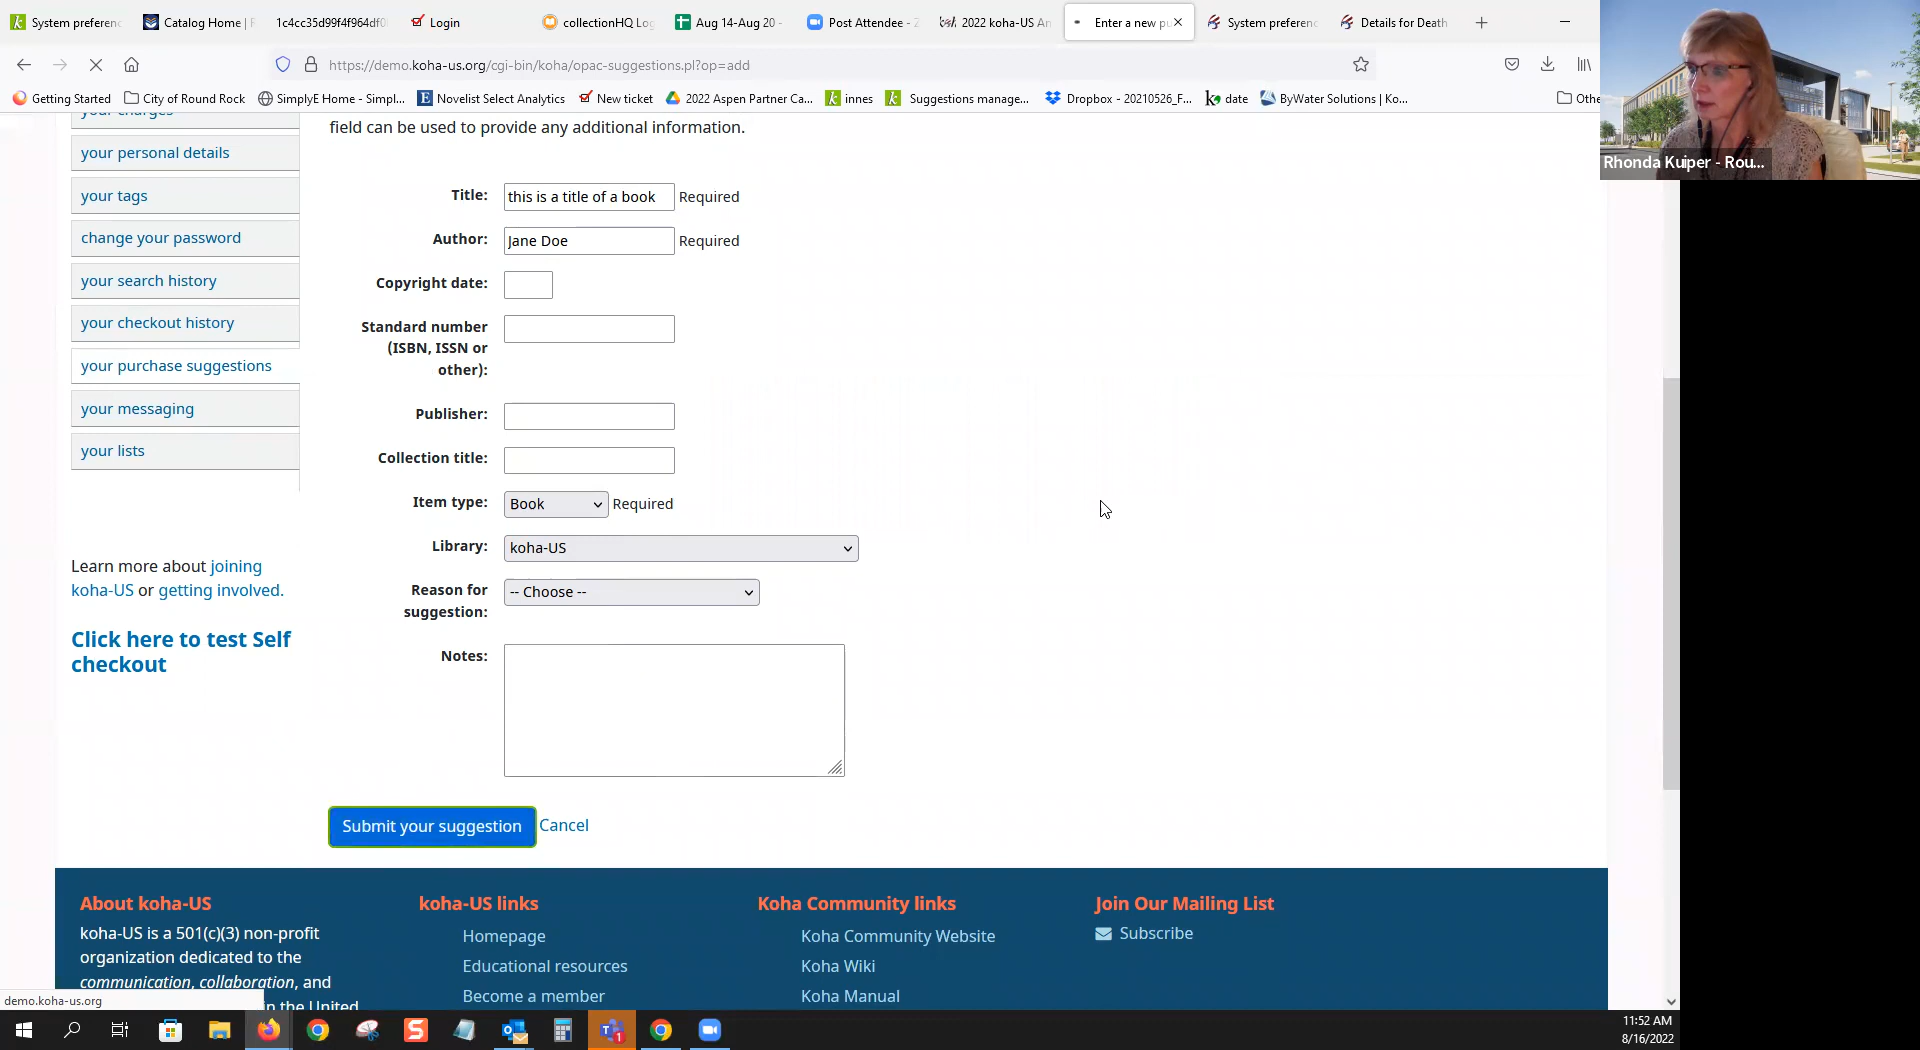 System preferenc
Catalog Home | R
1c4cc35d99f4f964df0
Login
collectionHQ Log
Aug 14-Aug 20 -
Post Attendee - Z
2022 koha-US An
Enter a new pu
System preferenc
Details for Death
https://demo.koha-us.org/cgi-bin/koha/opac-suggestions.pl?op=add
Getting Started
City of Round Rock
SimplyE Home - Simpl...
Novelist Select Analytics
New ticket
2022 Aspen Partner Ca...
innes
Suggestions manage...
Dropbox - 20210526_F...
date
ByWater Solutions | Ko...
Othe
Rhonda Kuiper - Rou...
your charges
your personal details
your tags
change your password
your search history
your checkout history
your purchase suggestions
your messaging
your lists
Learn more about joining
koha-US or getting involved.
Click here to test Self
checkout
field can be used to provide any additional information.
Title: this is a title of a book Required
Author: Jane Doe Required
Copyright date:
Standard number
(ISBN, ISSN or
other):
Publisher:
Collection title:
Item type: Book Required
Library: koha-US
Reason for
suggestion: -- Choose --
Notes:
Submit your suggestion Cancel
About koha-US
koha-US is a 501(c)(3) non-profit
organization dedicated to the
communication, collaboration, and
in the United
koha-US links
Homepage
Educational resources
Become a member
Koha Community links
Koha Community Website
Koha Wiki
Koha Manual
Join Our Mailing List
Subscribe
demo.koha-us.org
11:52 AM
8/16/2022